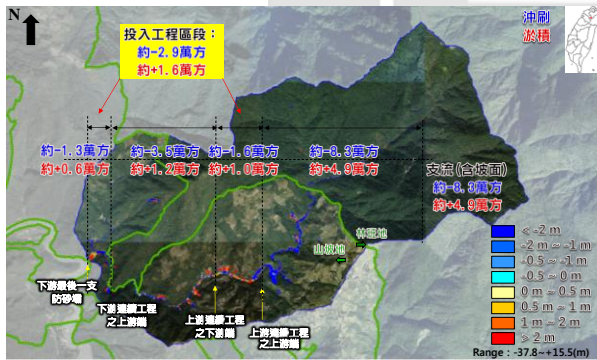 N
投入工程區段：
約-2.9萬方
約+1.6萬方
沖刷
淤積
約-1.3萬方
約+0.6萬方
約-3.5萬方
約+1.2萬方
約-1.6萬方
約+1.0萬方
約-8.3萬方
約+4.9萬方
支流(含坡面)
約-8.3萬方
約+4.9萬方
林班地
山坡地
下游最後一支
防砂壩
下游連續工程
之上游端
上游連續工程
之下游端
上游連續工程
之上游端
< -2 m
-2 m ~ -1 m
-0.5 ~ -1 m
-0.5 ~ 0 m
0 m ~ 0.5 m
0.5 m ~ 1 m
1 m ~ 2 m
> 2 m
Range : -37.8~+15.5(m)